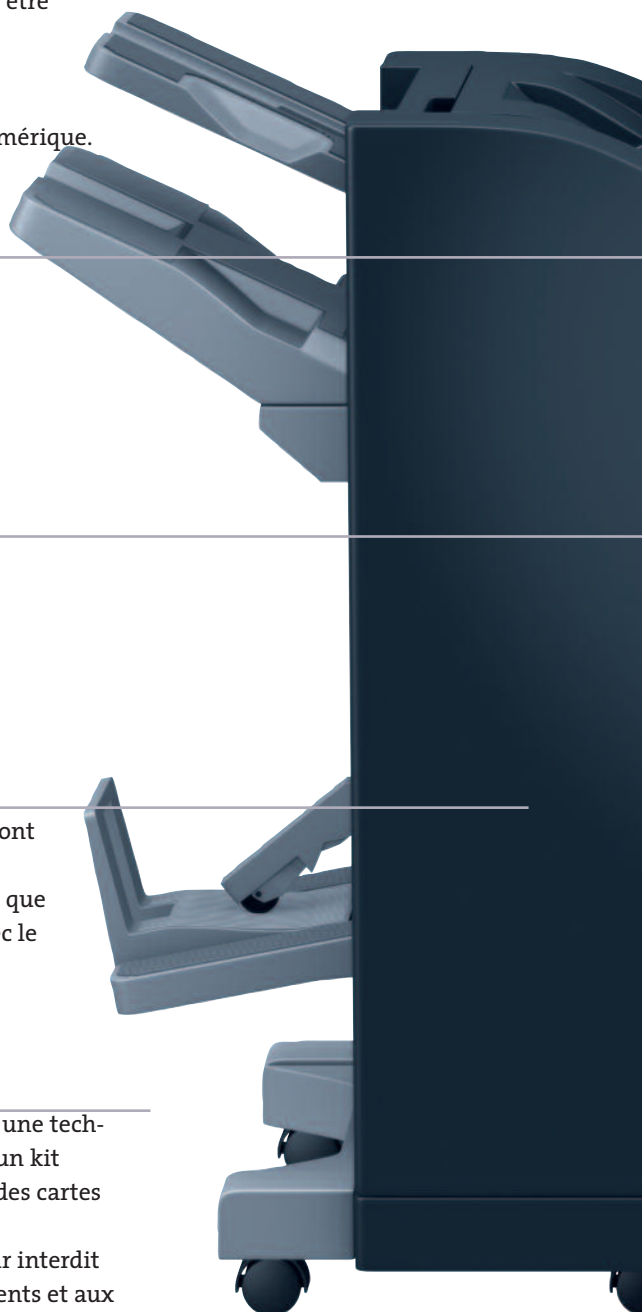 être
mérique.
ont
que
c le
une tech-
un kit
des cartes
r interdit
ents et aux